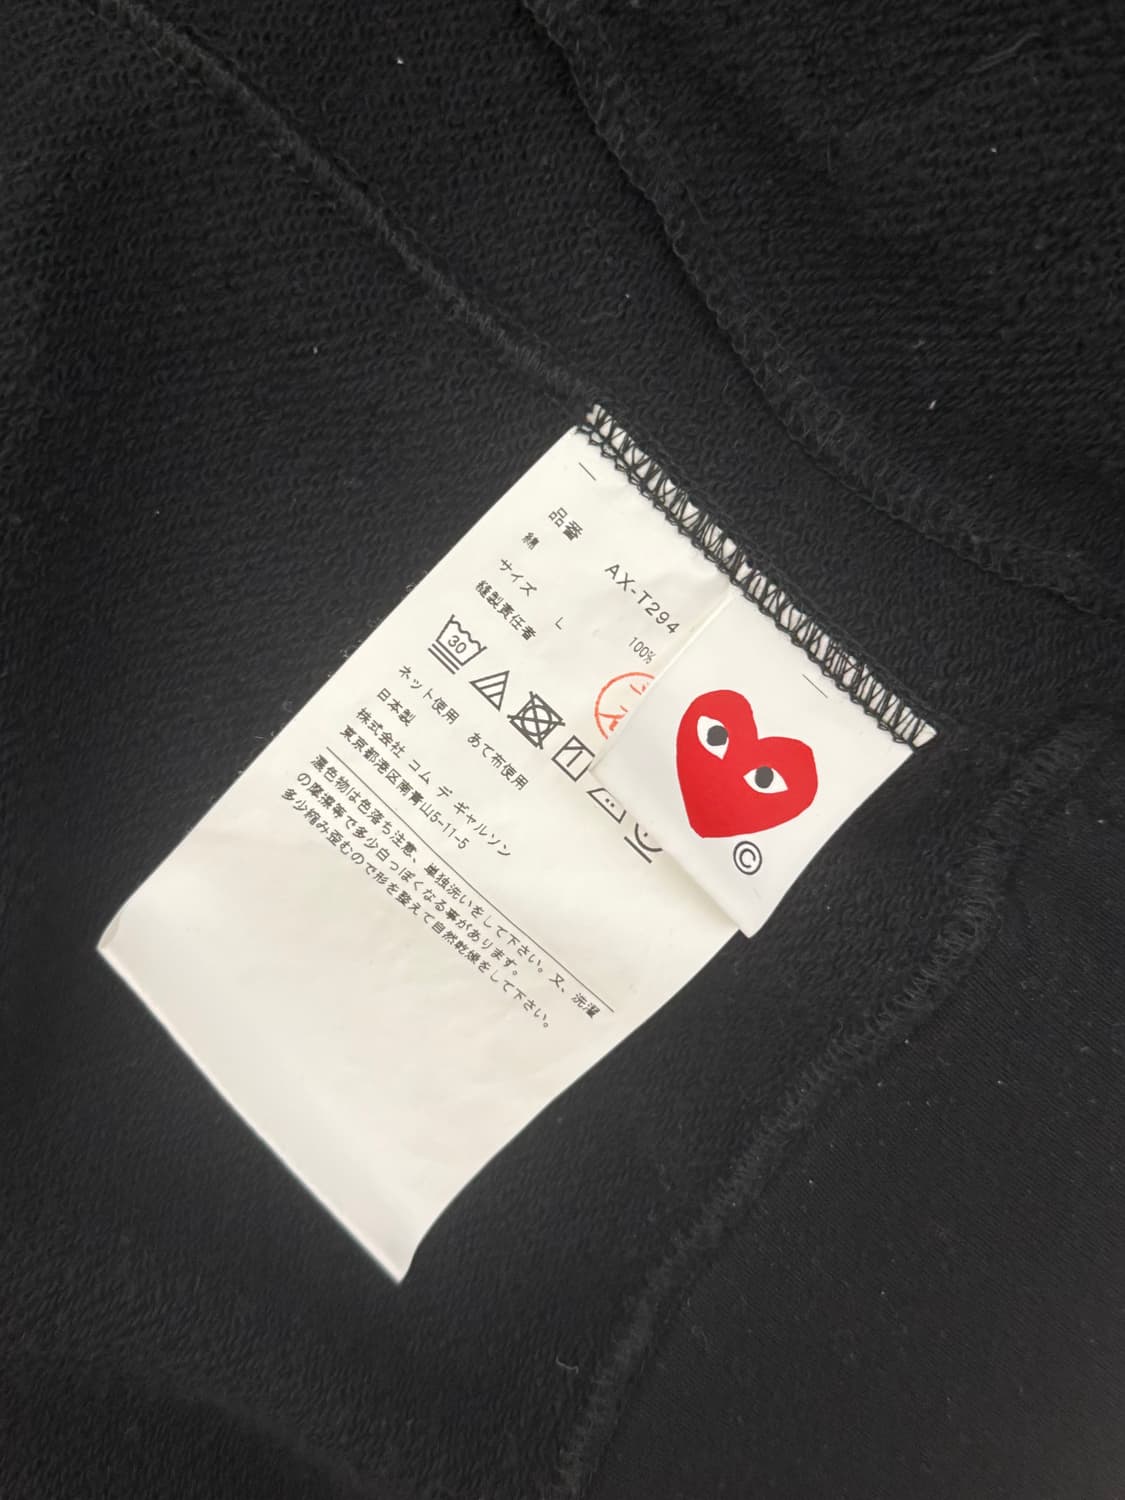 品番 AX-T294
綿 100%
サイズ L
縫製責任者
30
ネット使用 あて布使用
日本製
株式会社 コム デ ギャルソン
東京都港区南青山5-11-5
濃色物は色落ち注意、単独洗いをして下さい。又、洗濯
の摩擦等で多少白っぽくなる事があります。
多少縮み歪むので形を整えて自然乾燥をして下さい。
©